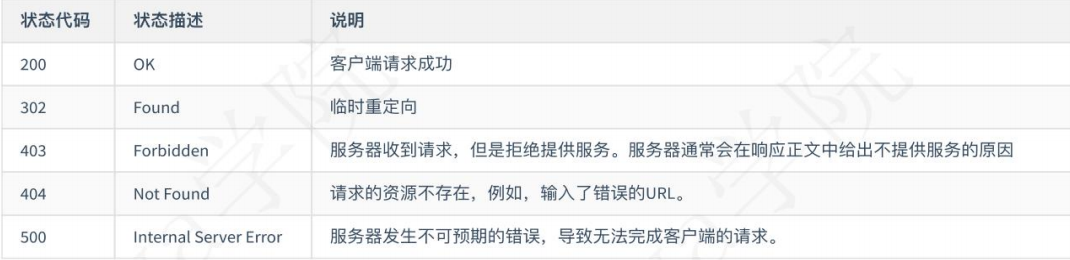 状态代码 状态描述 说明
200 OK 客户端请求成功
302 Found 临时重定向
403 Forbidden 服务器收到请求，但是拒绝提供服务。服务器通常会在响应正文中给出不提供服务的原因
404 Not Found 请求的资源不存在，例如，输入了错误的URL。
500 Internal Server Error 服务器发生不可预期的错误，导致无法完成客户端的请求。